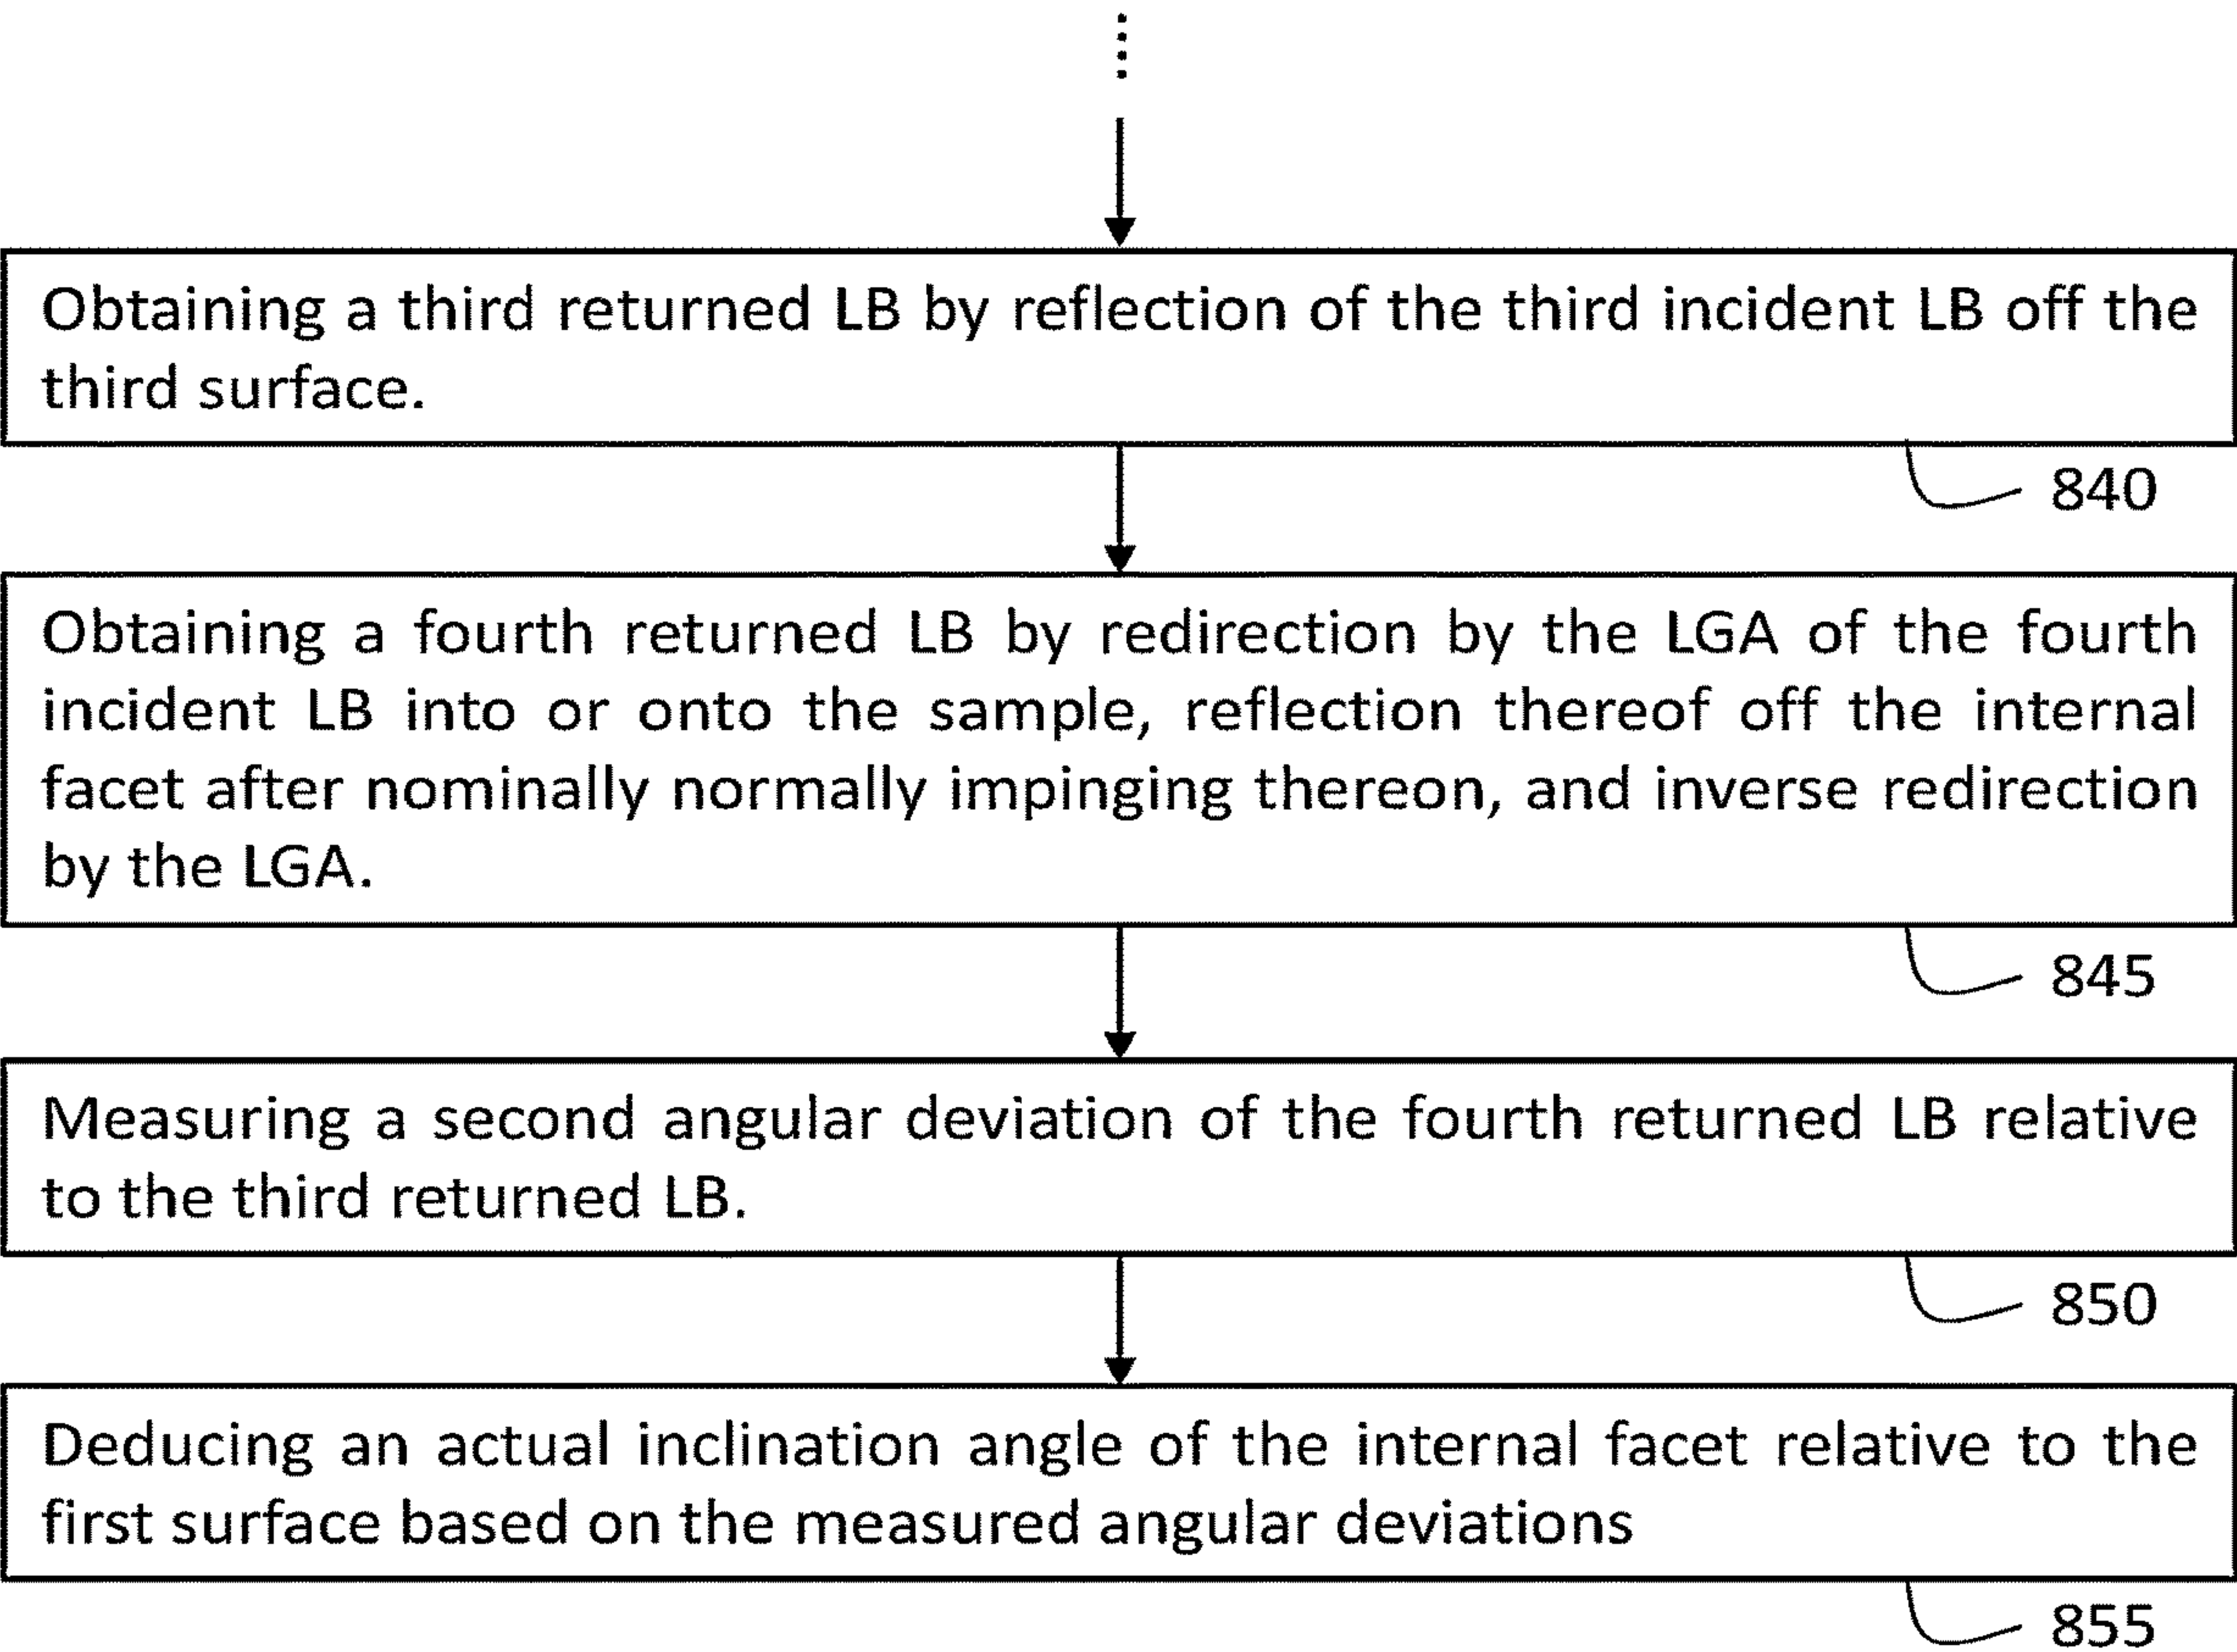 Obtaining a third returned LB by reflection of the third incident LB off the
third surface.
840
Obtaining a fourth returned LB by redirection by the LGA of the fourth
incident LB into or onto the sample, reflection thereof off the internal
facet after nominally normally impinging thereon, and inverse redirection
by the LGA.
845
Measuring a second angular deviation of the fourth returned LB relative
to the third returned LB.
850
Deducing an actual inclination angle of the internal facet relative to the
first surface based on the measured angular deviations
855